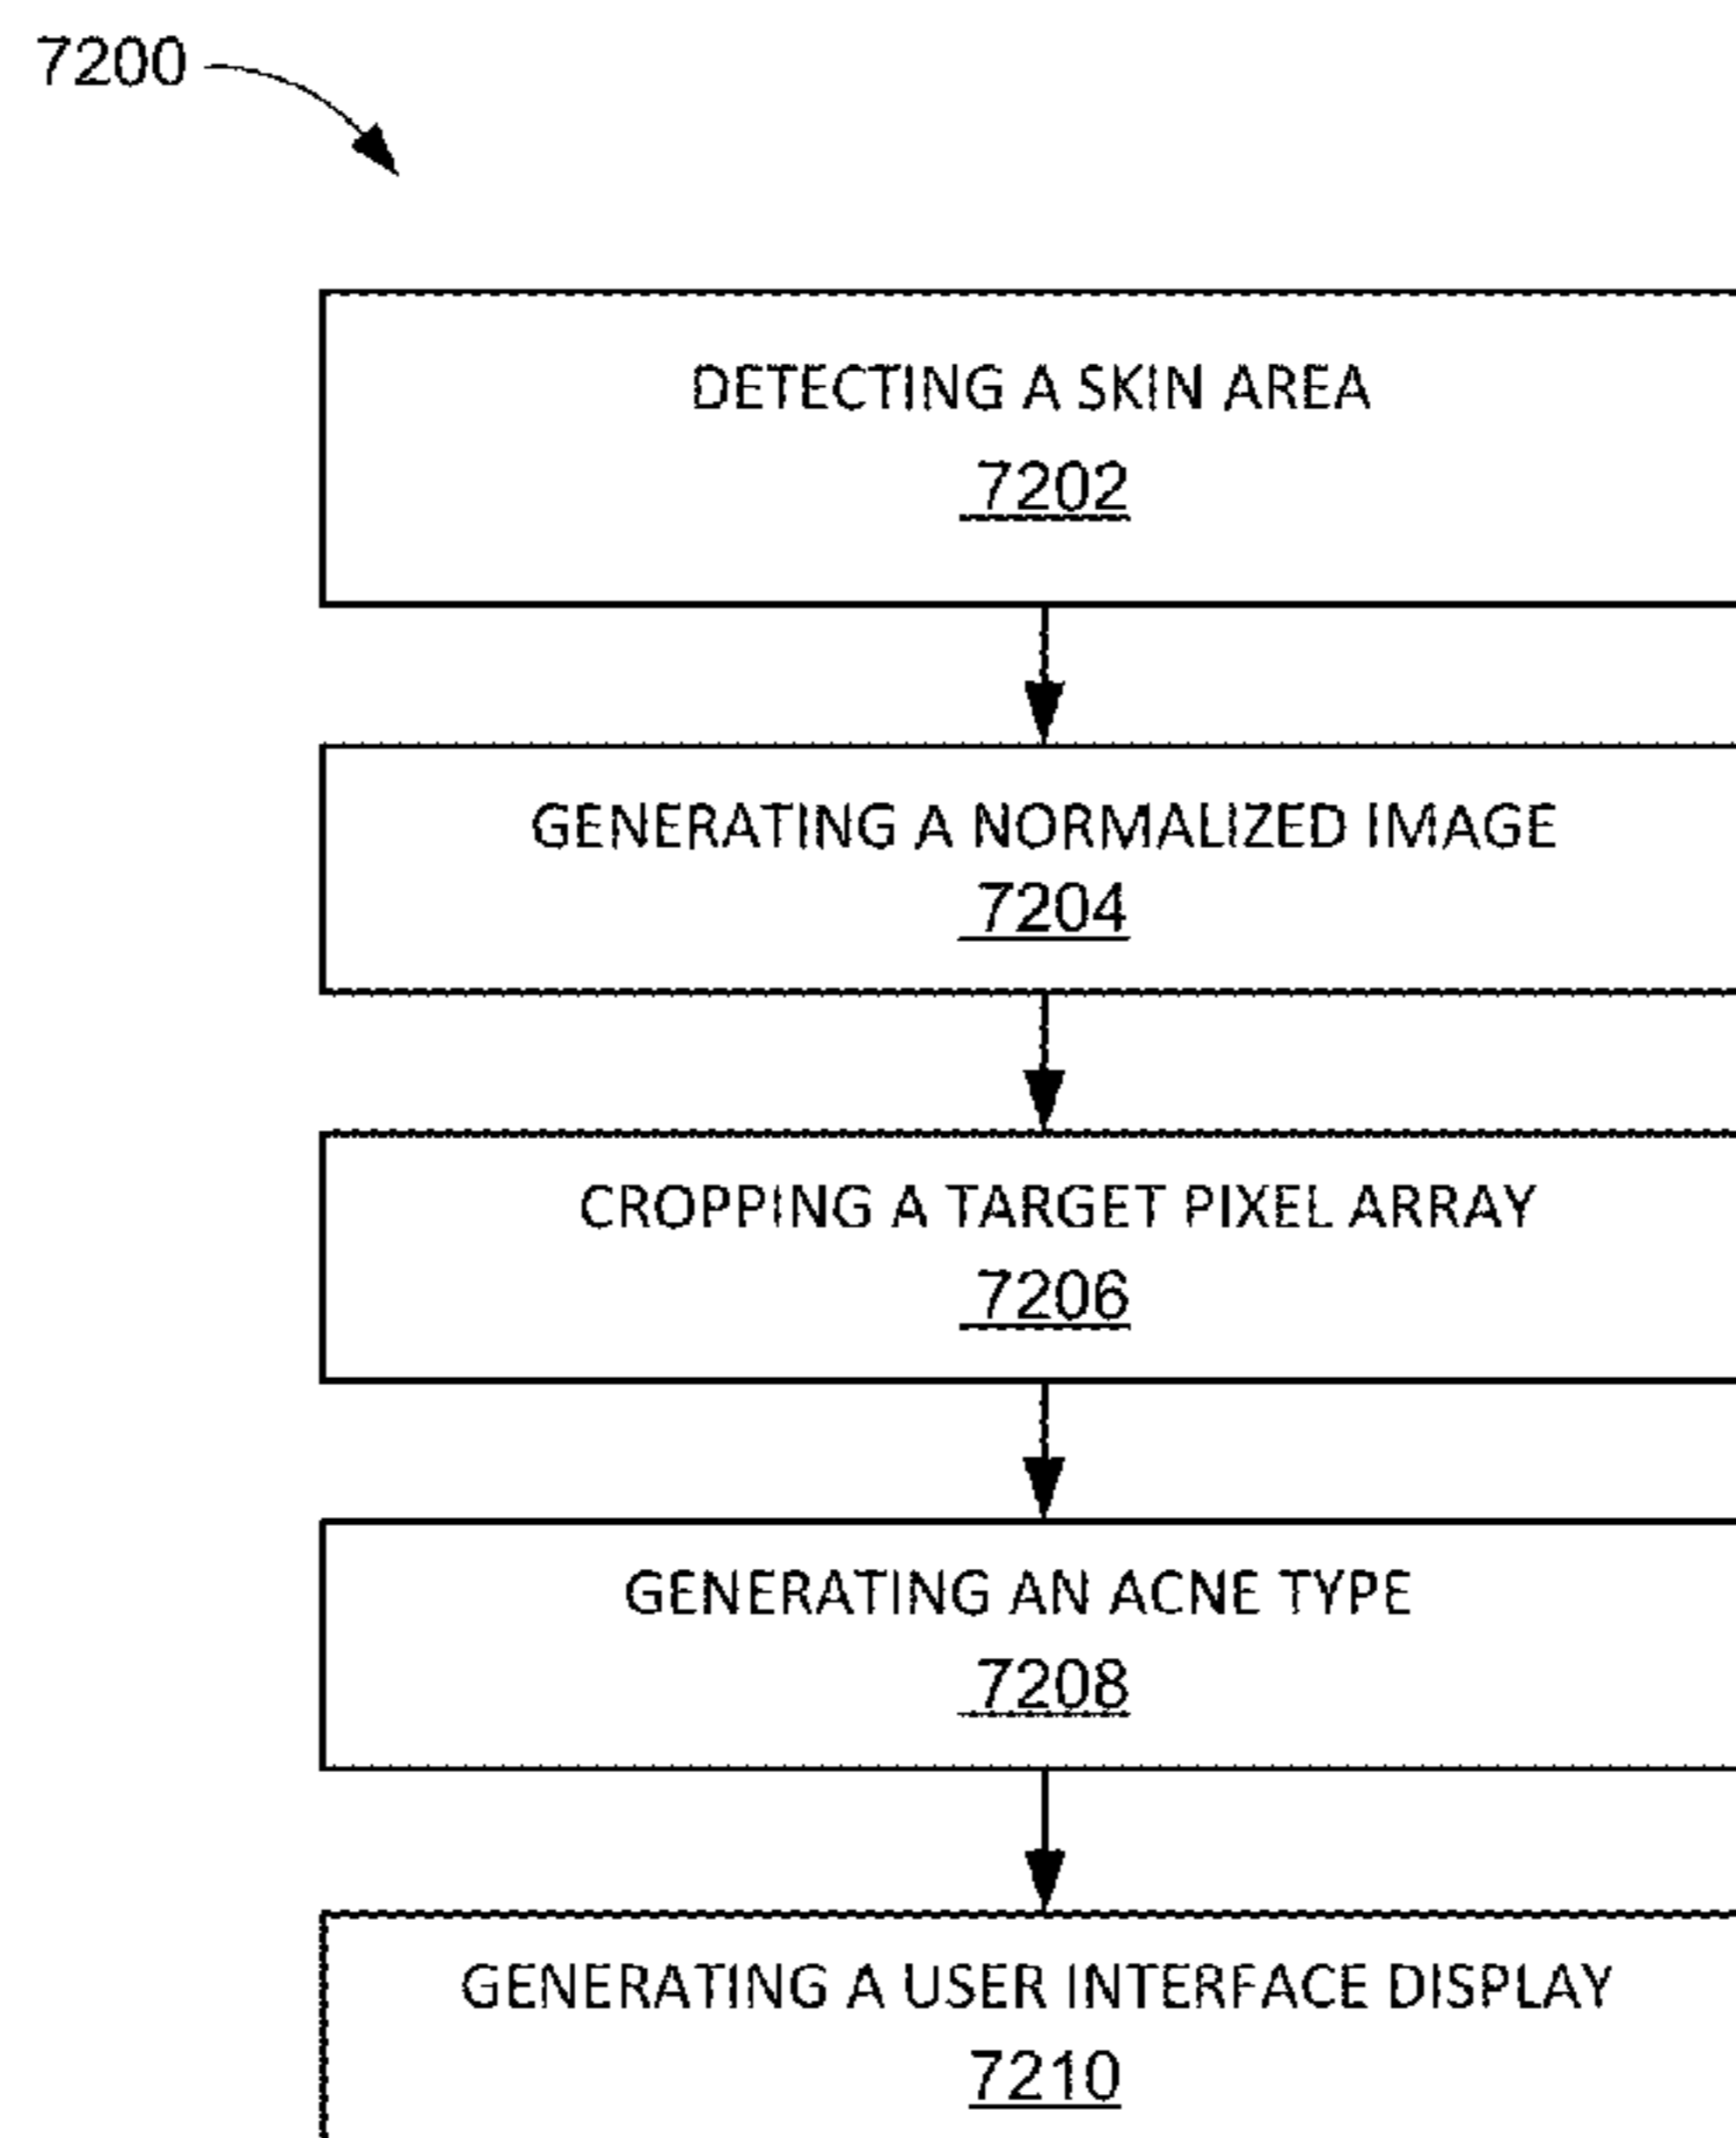 7200
DETECTING A SKIN AREA
7202
GENERATING A NORMALIZED IMAGE
7204
CROPPING A TARGET PIXEL ARRAY
7206
GENERATING AN ACNE TYPE
7208
GENERATING A USER INTERFACE DISPLAY
7210